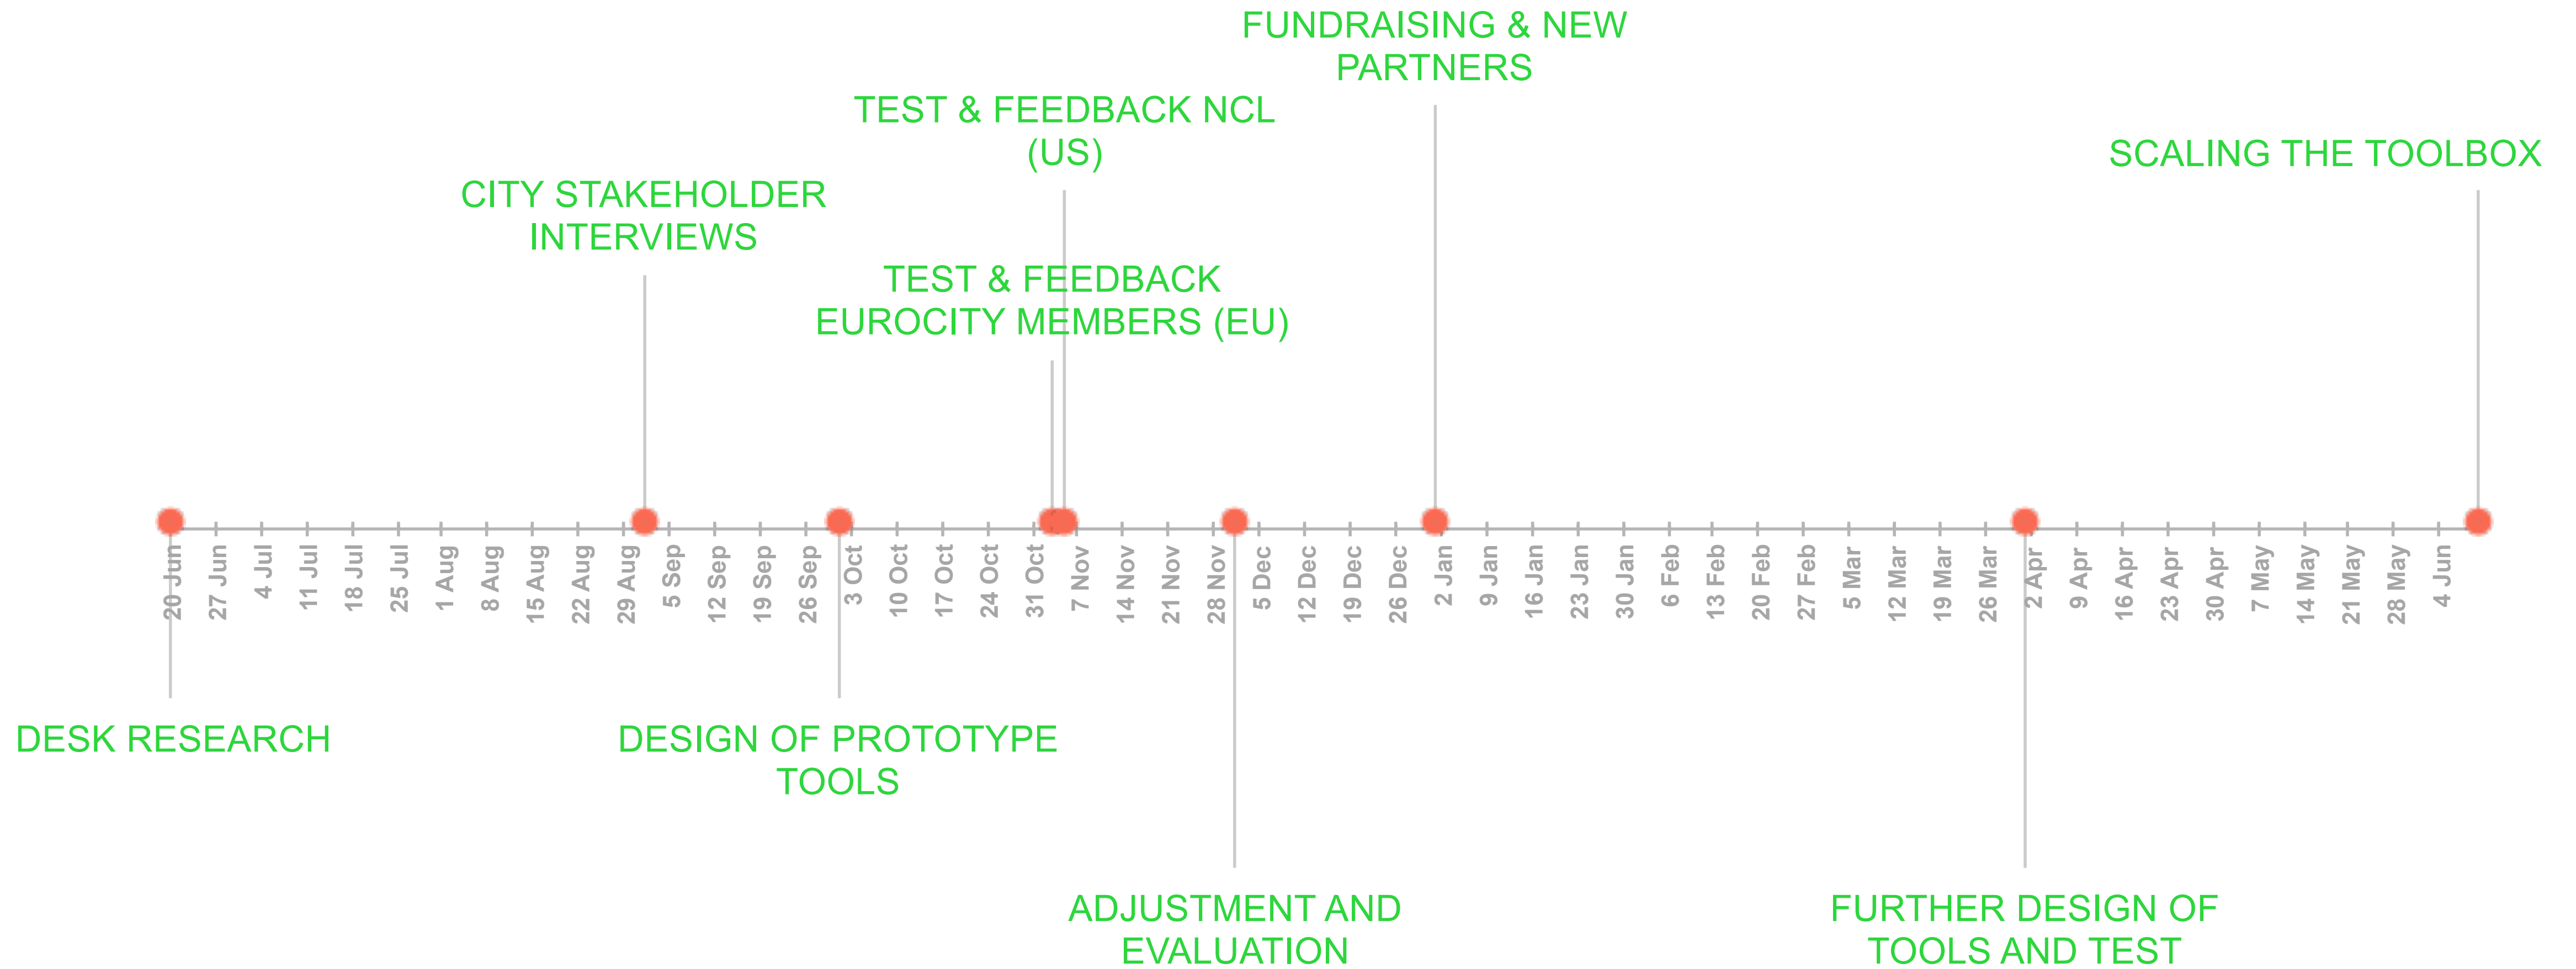 FUNDRAISING & NEW
PARTNERS
TEST & FEEDBACK NCL
(US)
SCALING THE TOOLBOX
CITY STAKEHOLDER
INTERVIEWS
TEST & FEEDBACK
EUROCITY MEMBERS (EU)
20 Jun
27 Jun
4 Jul
11 Jul
18 Jul
25 Jul
1 Aug
8 Aug
15 Aug
22 Aug
29 Aug
5 Sep
12 Sep
19 Sep
26 Sep
3 Oct
10 Oct
17 Oct
24 Oct
31 Oct
7 Nov
14 Nov
21 Nov
28 Nov
5 Dec
12 Dec
19 Dec
26 Dec
2 Jan
9 Jan
16 Jan
23 Jan
30 Jan
6 Feb
13 Feb
20 Feb
27 Feb
5 Mar
12 Mar
19 Mar
26 Mar
2 Apr
9 Apr
16 Apr
23 Apr
30 Apr
7 May
14 May
21 May
28 May
4 Jun
DESK RESEARCH
DESIGN OF PROTOTYPE
TOOLS
ADJUSTMENT AND
EVALUATION
FURTHER DESIGN OF
TOOLS AND TEST